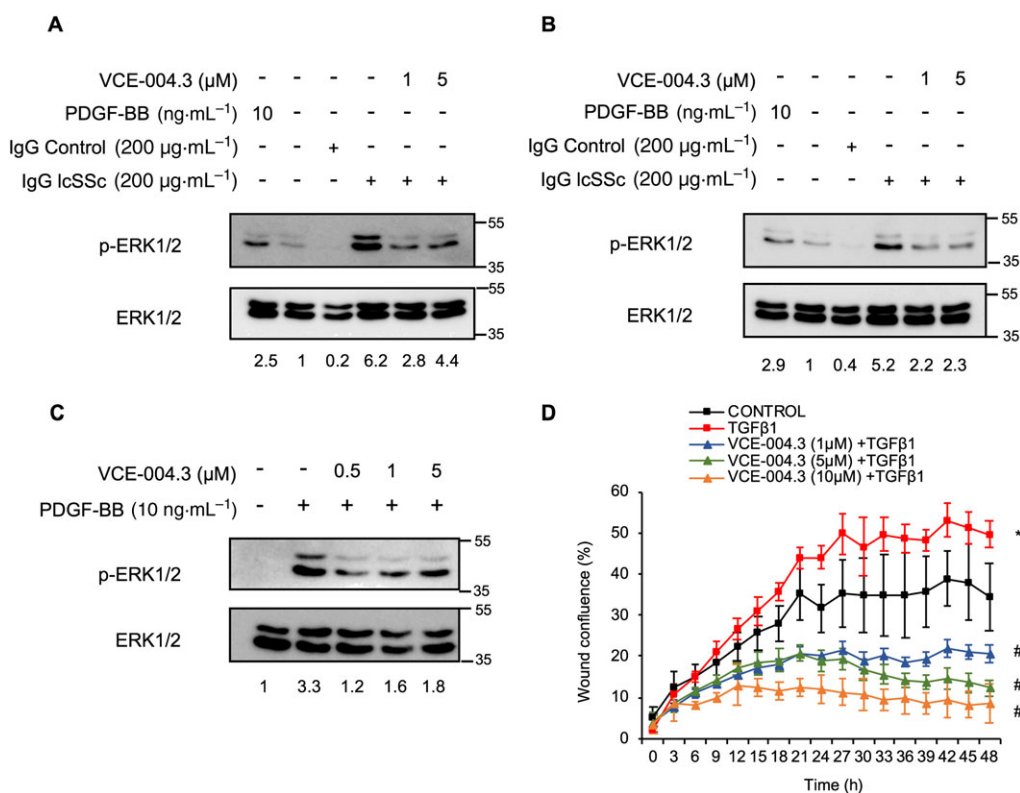 A
VCE-004.3 (µM) - - - - 1 5
PDGF-BB (ng·mL⁻¹) 10 - - - - -
IgG Control (200 µg·mL⁻¹) - - + - - -
IgG lcSSc (200 µg·mL⁻¹) - - - + + +
p-ERK1/2
55
35
ERK1/2
55
35
2.5 1 0.2 6.2 2.8 4.4
B
VCE-004.3 (µM) - - - - 1 5
PDGF-BB (ng·mL⁻¹) 10 - - - - -
IgG Control (200 µg·mL⁻¹) - - + - - -
IgG lcSSc (200 µg·mL⁻¹) - - - + + +
p-ERK1/2
55
35
ERK1/2
55
35
2.9 1 0.4 5.2 2.2 2.3
C
VCE-004.3 (µM) - - 0.5 1 5
PDGF-BB (10 ng·mL⁻¹) - + + + +
p-ERK1/2
55
35
ERK1/2
55
35
1 3.3 1.2 1.6 1.8
D
CONTROL
TGFβ1
VCE-004.3 (1µM) +TGFβ1
VCE-004.3 (5µM) +TGFβ1
VCE-004.3 (10µM) +TGFβ1
Wound confluence (%)
60
50
40
30
20
10
0
*
#
#
#
0 3 6 9 12 15 18 21 24 27 30 33 36 39 42 45 48
Time (h)